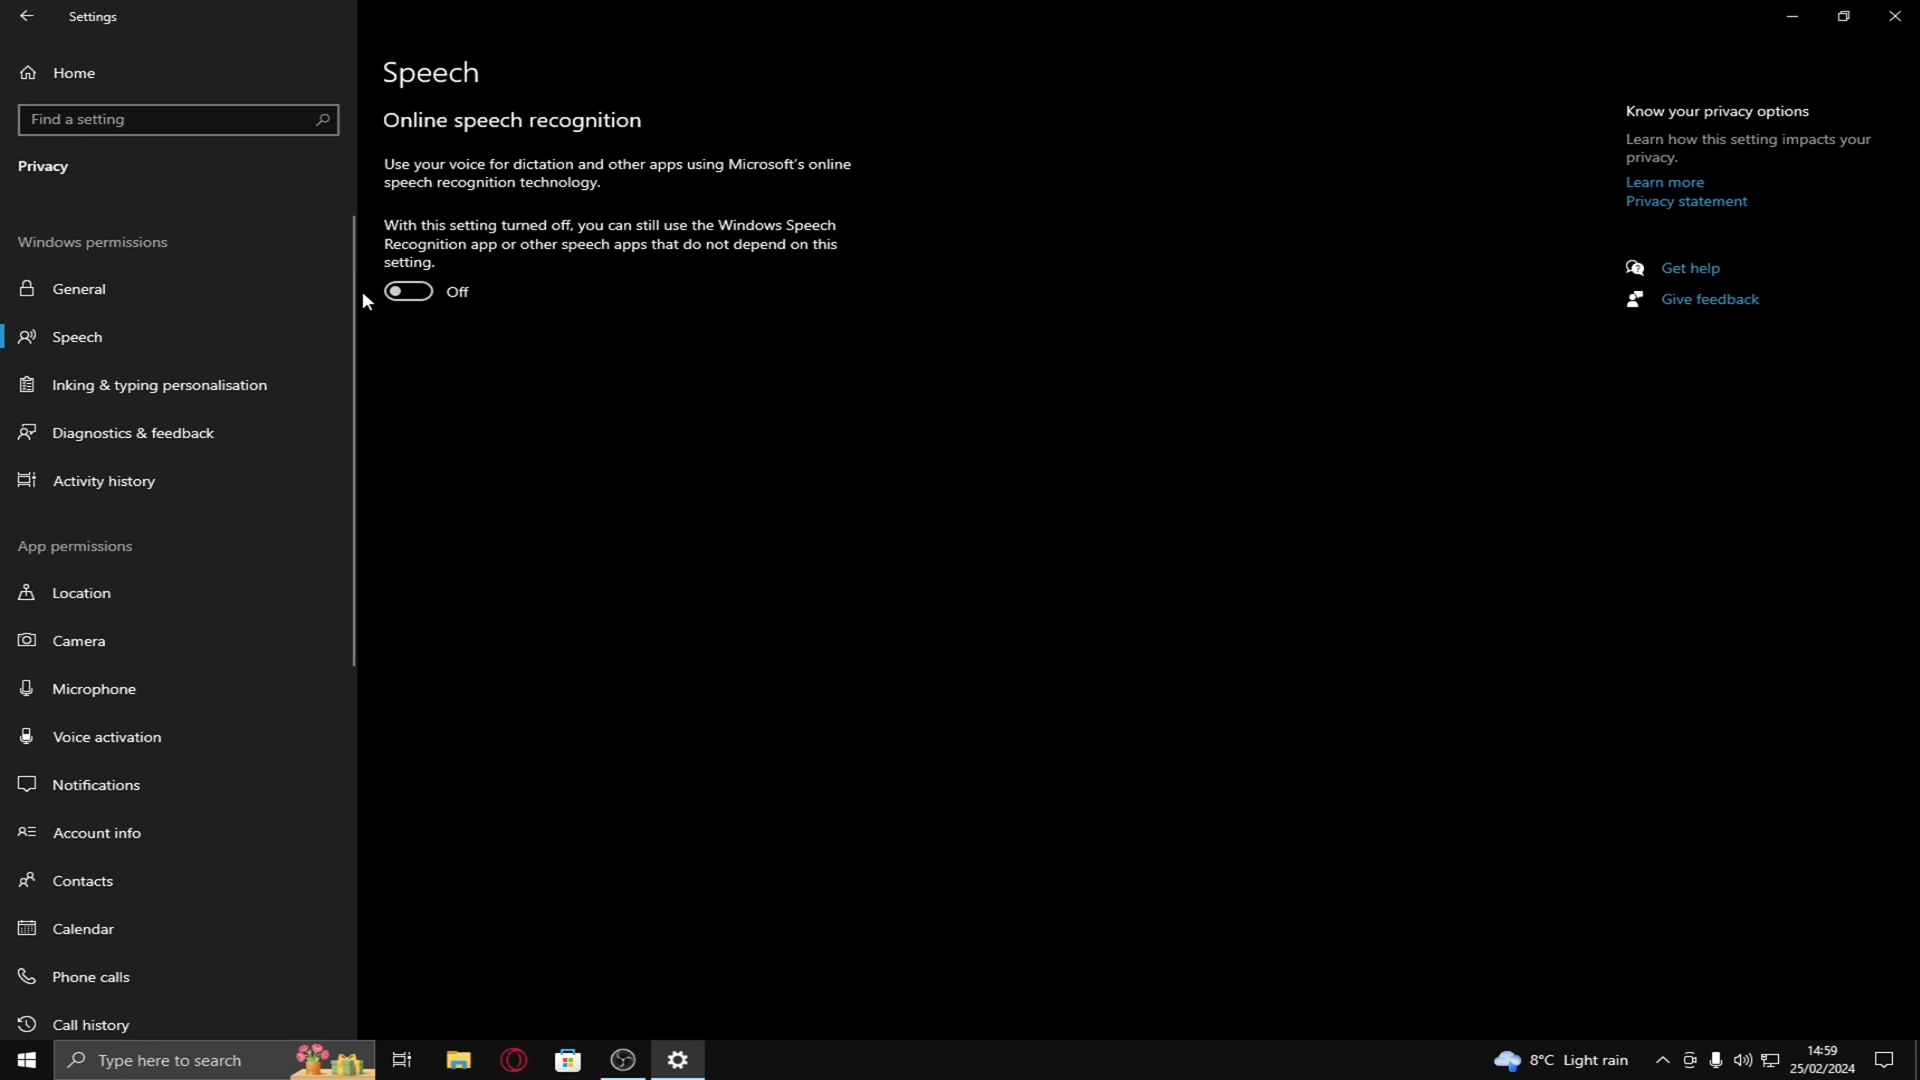 Settings
Home
Find a setting
Privacy
Windows permissions
General
Speech
Inking & typing personalisation
Diagnostics & feedback
Activity history
App permissions
Location
Camera
Microphone
Voice activation
Notifications
Account info
Contacts
Calendar
Phone calls
Call history
Speech
Online speech recognition
Use your voice for dictation and other apps using Microsoft's online
speech recognition technology.
With this setting turned off, you can still use the Windows Speech
Recognition app or other speech apps that do not depend on this
setting.
Off
Know your privacy options
Learn how this setting impacts your
privacy.
Learn more
Privacy statement
Get help
Give feedback
Type here to search
8°C Light rain
14:59
25/02/2024